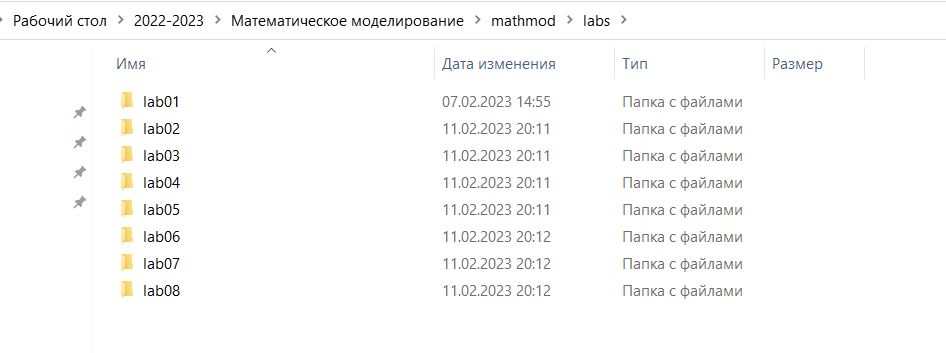 Рабочий стол > 2022-2023 > Математическое моделирование > mathmod > labs >
Имя Дата изменения Тип Размер
lab01 07.02.2023 14:55 Папка с файлами
lab02 11.02.2023 20:11 Папка с файлами
lab03 11.02.2023 20:11 Папка с файлами
lab04 11.02.2023 20:11 Папка с файлами
lab05 11.02.2023 20:11 Папка с файлами
lab06 11.02.2023 20:12 Папка с файлами
lab07 11.02.2023 20:12 Папка с файлами
lab08 11.02.2023 20:12 Папка с файлами